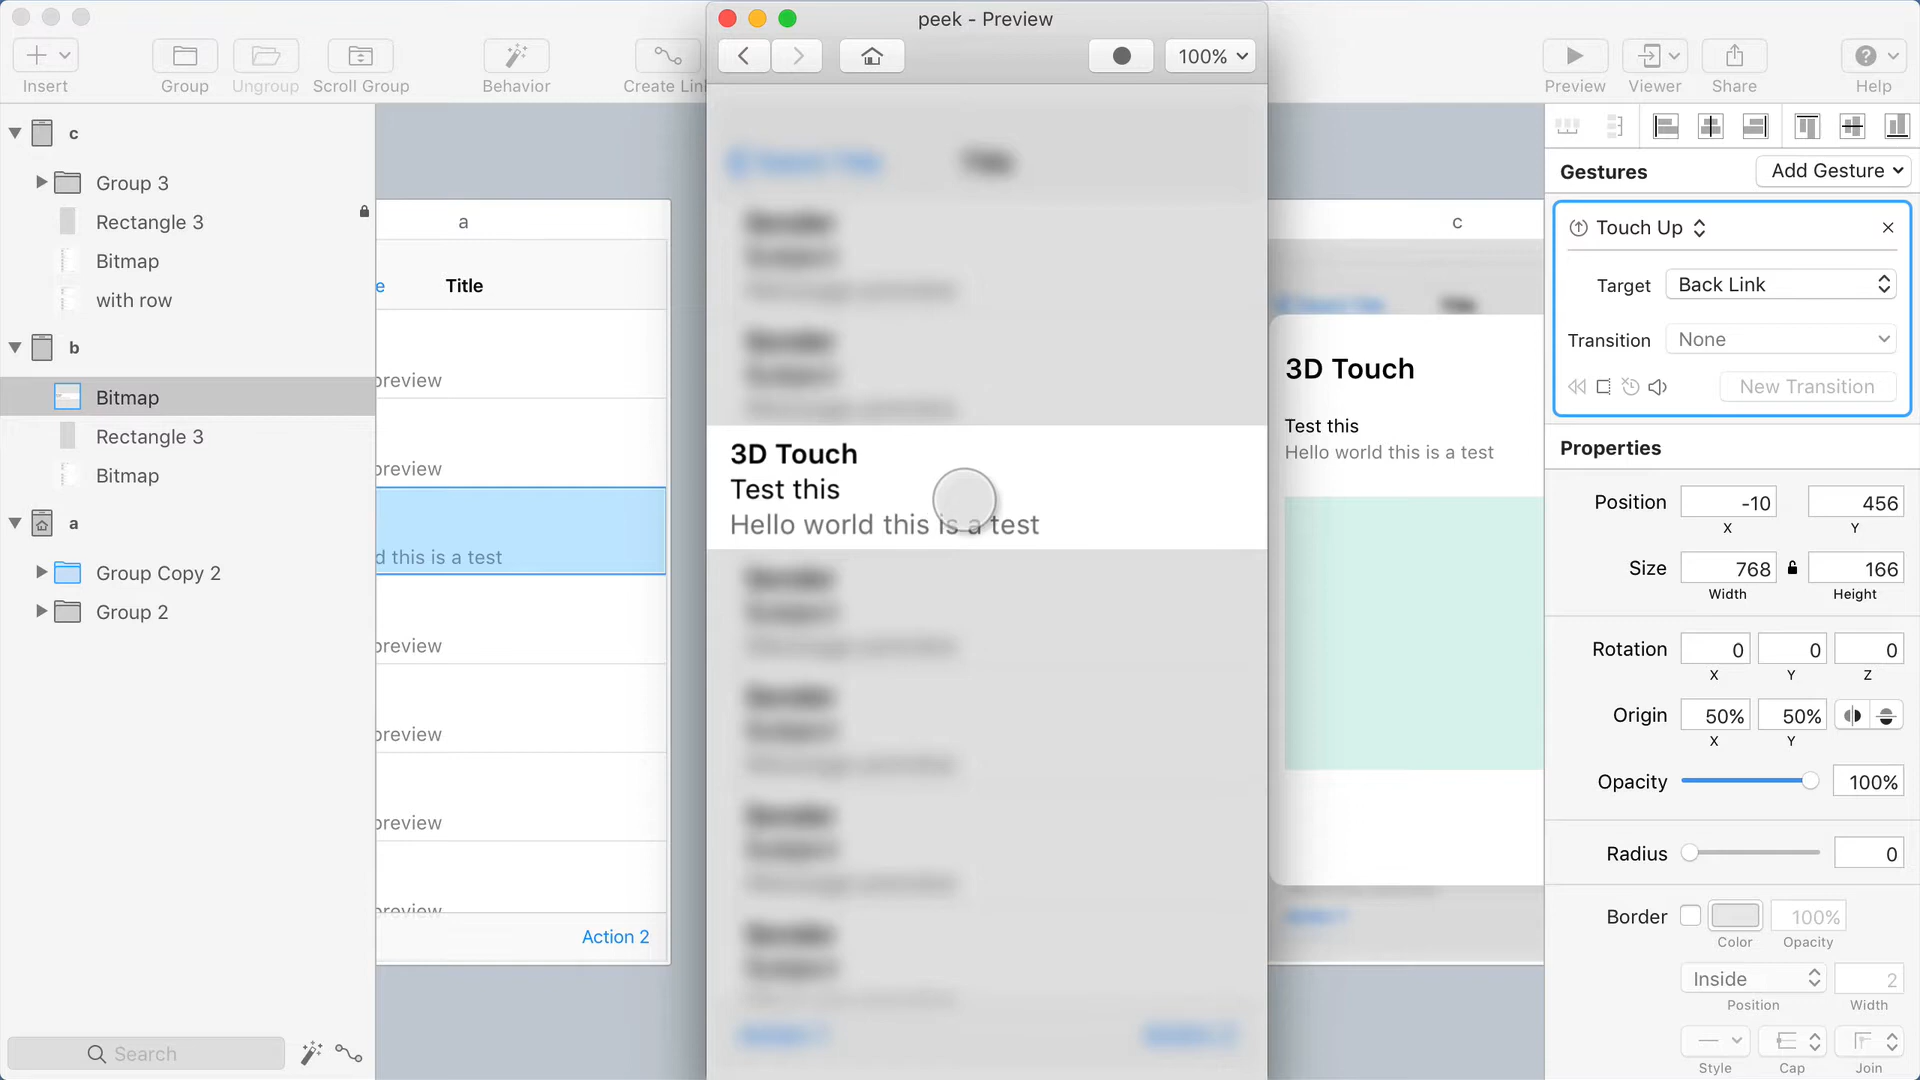 peek - Preview
100%
Insert
Group
Ungroup
Scroll Group
Behavior
Create Lin
Preview
Viewer
Share
Help
c
Group 3
Rectangle 3
Bitmap
with row
b
Bitmap
Rectangle 3
Bitmap
a
Group Copy 2
Group 2
Search
a
e
Title
preview
preview
d this is a test
preview
preview
preview
preview
Action 2
3D Touch
Test this
Hello world this is a test
c
3D Touch
Test this
Hello world this is a test
Gestures
Add Gesture
Touch Up
Target
Back Link
Transition
None
New Transition
Properties
Position
-10
456
X
Y
Size
768
166
Width
Height
Rotation
0
0
0
X
Y
Z
Origin
50%
50%
X
Y
Opacity
100%
Radius
0
Border
100%
Color
Opacity
Inside
2
Position
Width
Style
Cap
Join